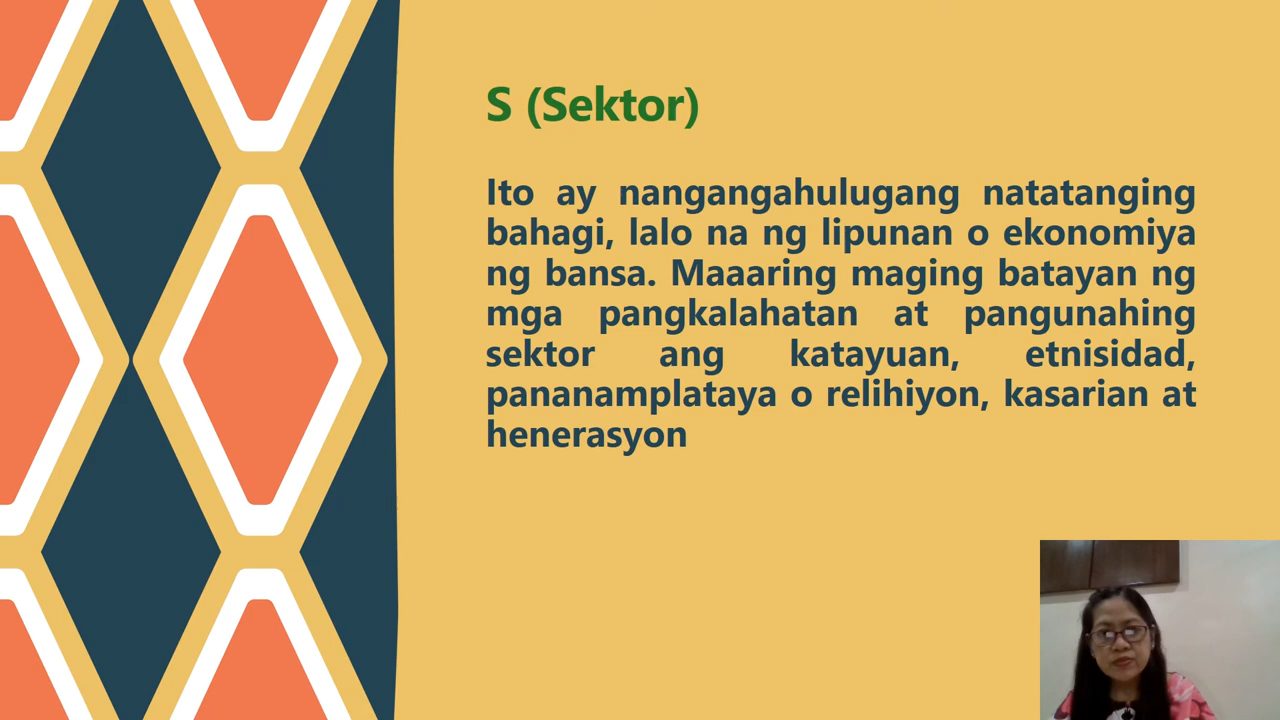 S (Sektor)
Ito ay nangangahulugang natatanging
bahagi, lalo na ng lipunan o ekonomiya
ng bansa. Maaaring maging batayan ng
mga pangkalahatan at pangunahing
sektor ang katayuan, etnisidad,
pananamplataya o relihiyon, kasarian at
henerasyon